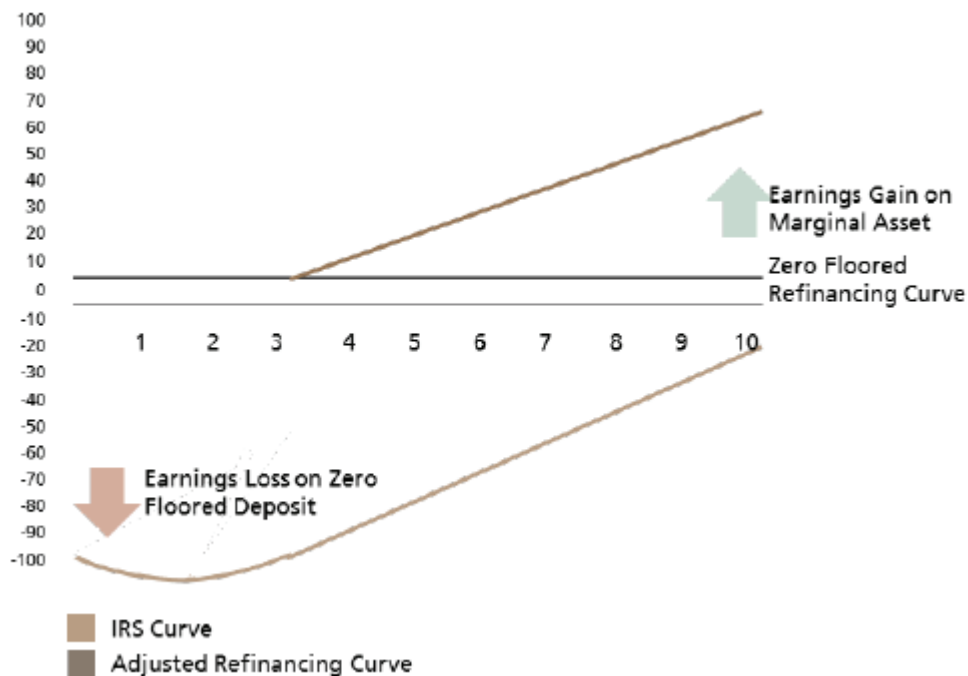 100
90
80
70
60
50
40
30
20
10
0
-10
-20
-30
-40
-50
-60
-70
-80
-90
-100
1 2 3 4 5 6 7 8 9 10
Earnings Gain on
Marginal Asset
Zero Floored
Refinancing Curve
Earnings Loss on Zero
Floored Deposit
IRS Curve
Adjusted Refinancing Curve